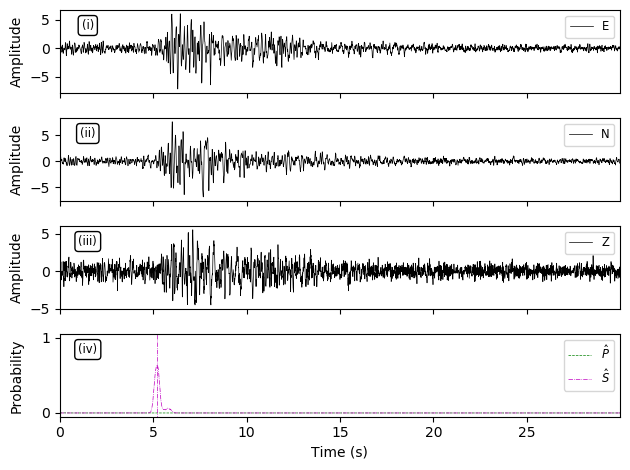 (i)
E
Amplitude
5
0
−5
(ii)
N
Amplitude
5
0
−5
(iii)
Z
Amplitude
5
0
−5
(iv)
P̂
Ŝ
Probability
1
0
0 5 10 15 20 25
Time (s)